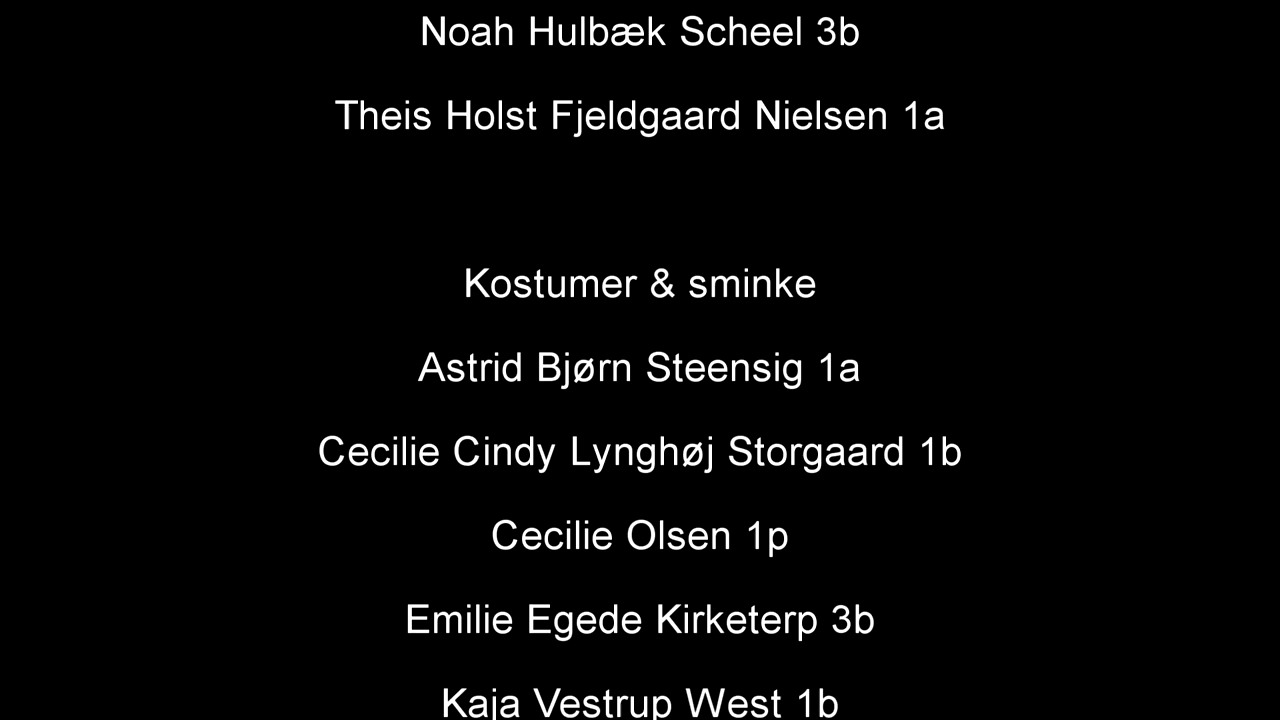 Noah Hulbæk Scheel 3b
Theis Holst Fjeldgaard Nielsen 1a
Kostumer & sminke
Astrid Bjørn Steensig 1a
Cecilie Cindy Lynghøj Storgaard 1b
Cecilie Olsen 1p
Emilie Egede Kirketerp 3b
Kaja Vestrup West 1b